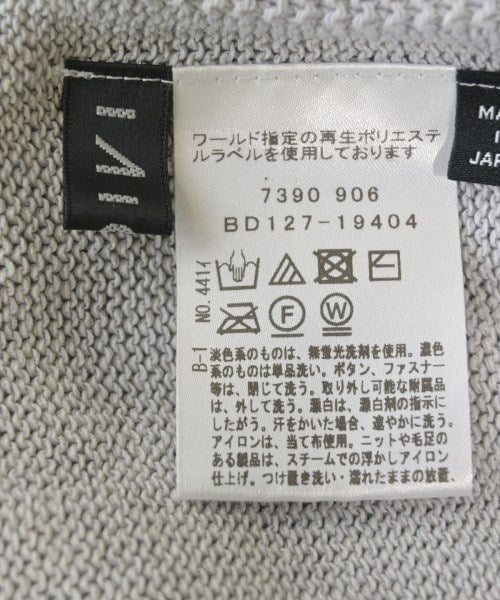 MA
JAP
ワールド指定の再生ポリエステ
ルラベルを使用しております
7390 906
BD127-19404
NO.441イ
F
W
B-1
淡色系のものは、無蛍光洗剤を使用。濃色
系のものは単品洗い。ボタン、ファスナー
等は、閉じて洗う。取り外し可能な附属品
は、外して洗う。漂白は、漂白剤の指示に
したがう。汗をかいた場合、速やかに洗う。
アイロンは、当て布使用。ニットや毛足の
ある製品は、スチームでの浮かしアイロン
仕上げ。つけ置き洗い・濡れたままの放置、